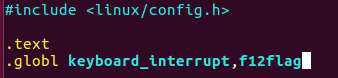 #include <linux/config.h>
.text
.globl keyboard_interrupt,f12flag